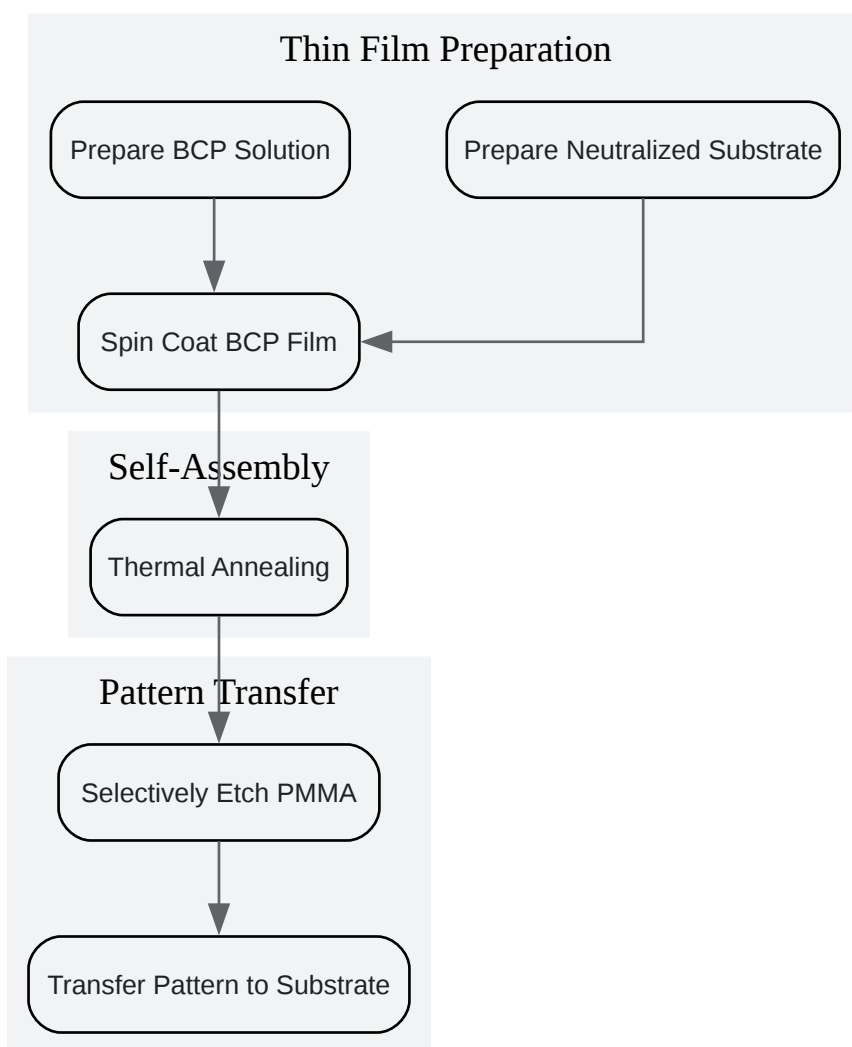 Thin Film Preparation
Prepare BCP Solution
Prepare Neutralized Substrate
Spin Coat BCP Film
Self-Assembly
Thermal Annealing
Pattern Transfer
Selectively Etch PMMA
Transfer Pattern to Substrate